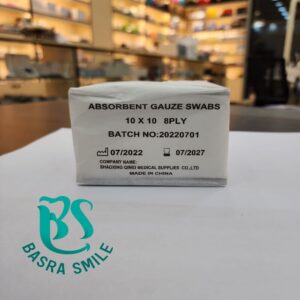 ABSORBENT GAUZE SWABS
10 X 10 8PLY
BATCH NO:20220701
07/2022 07/2027
COMPANY NAME:
SHAOXING QINGI MEDICAL SUPPLIES CO.,LTD
MADE IN CHINA
BS
BASRA SMILE